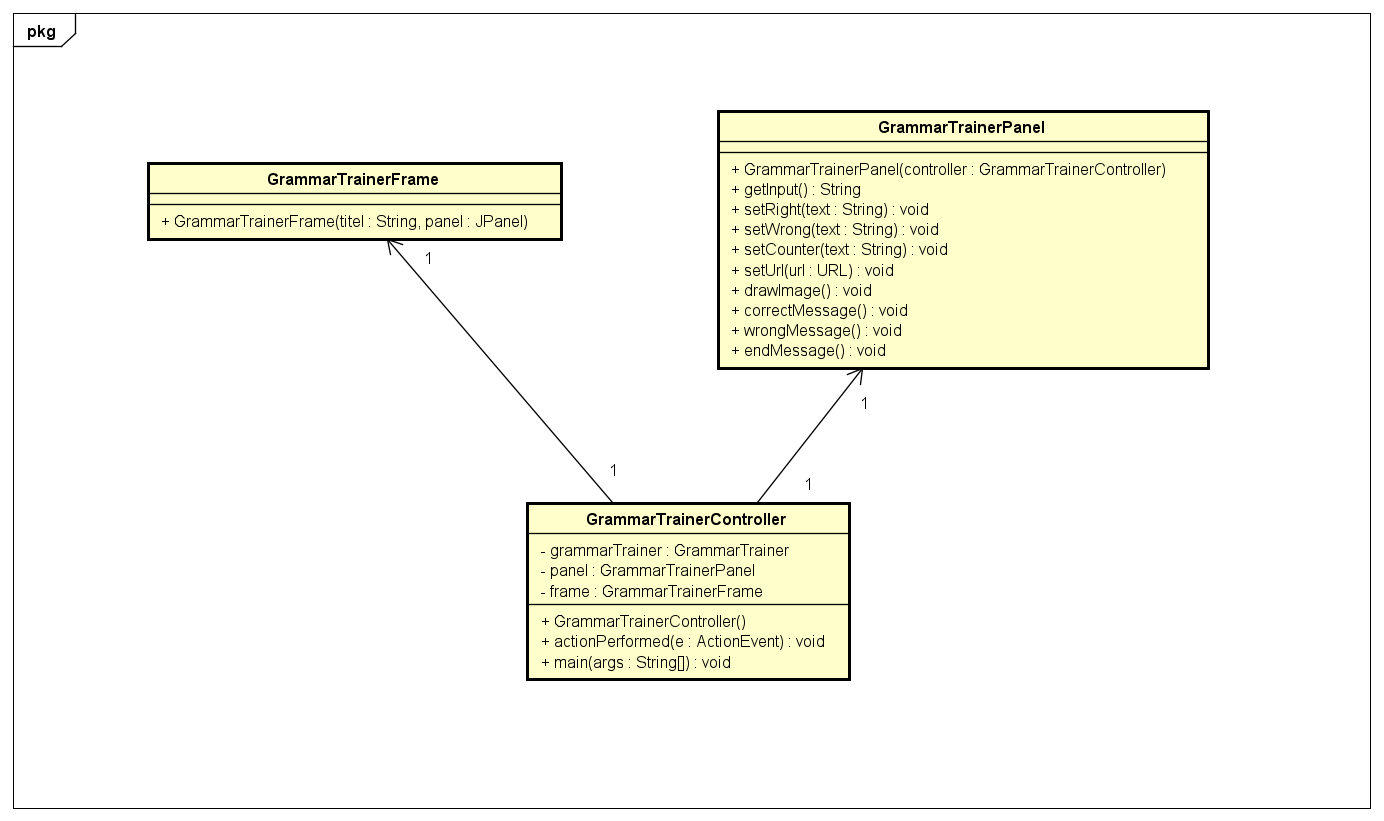 pkg
GrammarTrainerFrame
+ GrammarTrainerFrame(titel : String, panel : JPanel)
GrammarTrainerPanel
+ GrammarTrainerPanel(controller : GrammarTrainerController)
+ getInput() : String
+ setRight(text : String) : void
+ setWrong(text : String) : void
+ setCounter(text : String) : void
+ setUrl(url : URL) : void
+ drawImage() : void
+ correctMessage() : void
+ wrongMessage() : void
+ endMessage() : void
1
1
1
1
GrammarTrainerController
- grammarTrainer : GrammarTrainer
- panel : GrammarTrainerPanel
- frame : GrammarTrainerFrame
+ GrammarTrainerController()
+ actionPerformed(e : ActionEvent) : void
+ main(args : String[]) : void